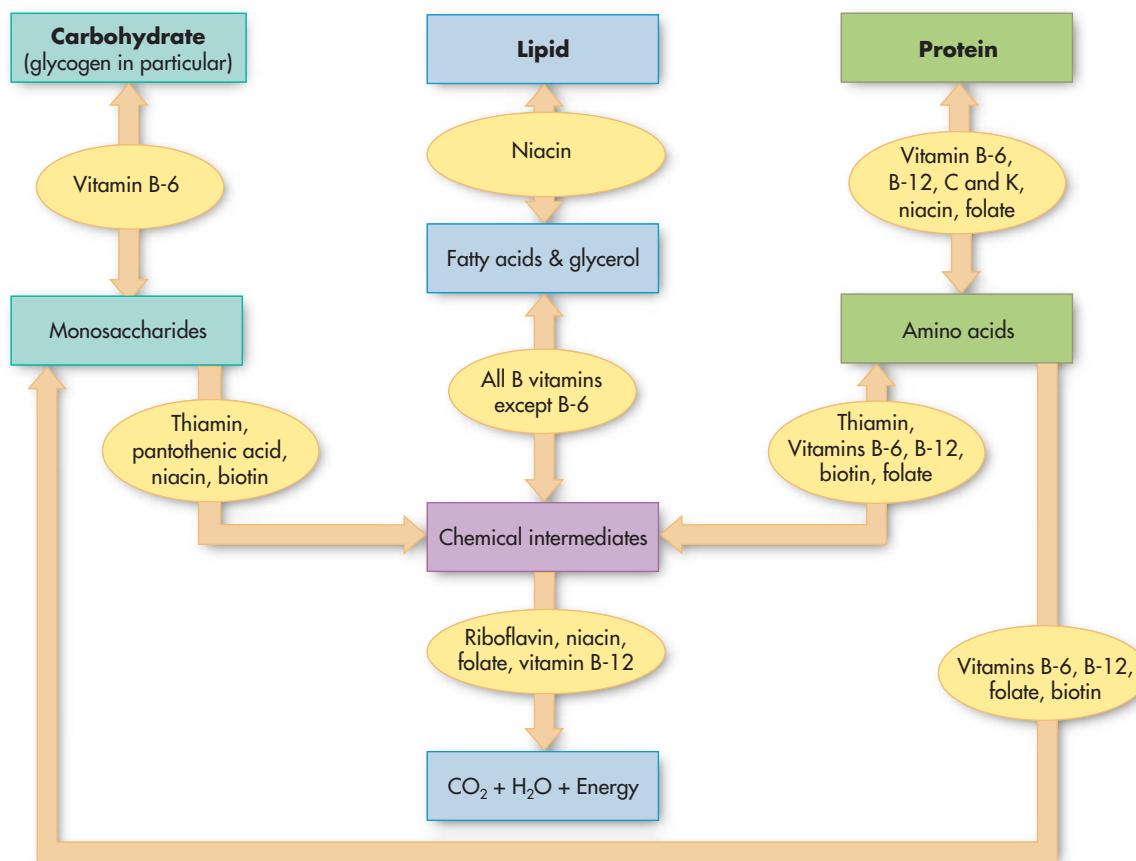 Carbohydrate
(glycogen in particular)
Lipid
Protein
Vitamin B-6
Niacin
Vitamin B-6,
B-12, C and K,
niacin, folate
Fatty acids & glycerol
Monosaccharides
Amino acids
Thiamin,
pantothenic acid,
niacin, biotin
All B vitamins
except B-6
Thiamin,
Vitamins B-6, B-12,
biotin, folate
Chemical intermediates
Riboflavin, niacin,
folate, vitamin B-12
Vitamins B-6, B-12,
folate, biotin
CO₂ + H₂O + Energy